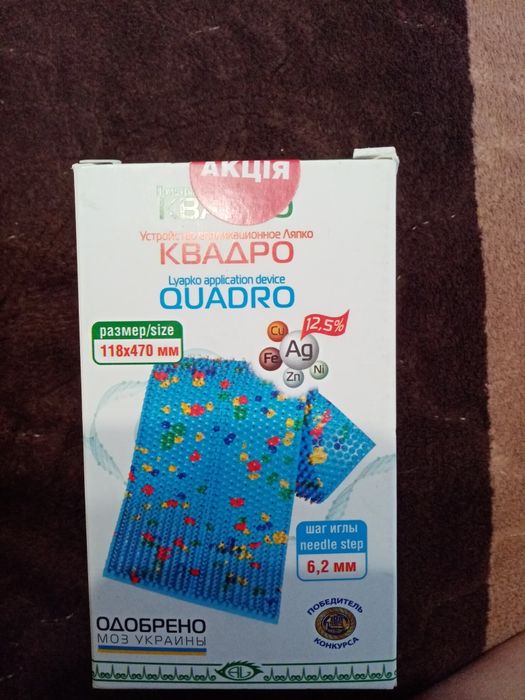 АКЦІЯ
КВАДРО
Устройство аппликационное Ляпко
КВАДРО
Lyapko application device
QUADRO
размер/size
118x470 мм
12,5%
Cu
Fe
Ag
Zn
Ni
шаг иглы
needle step
6,2 мм
ОДОБРЕНО
МОЗ УКРАИНЫ
ПОБЕДИТЕЛЬ
КОНКУРСА